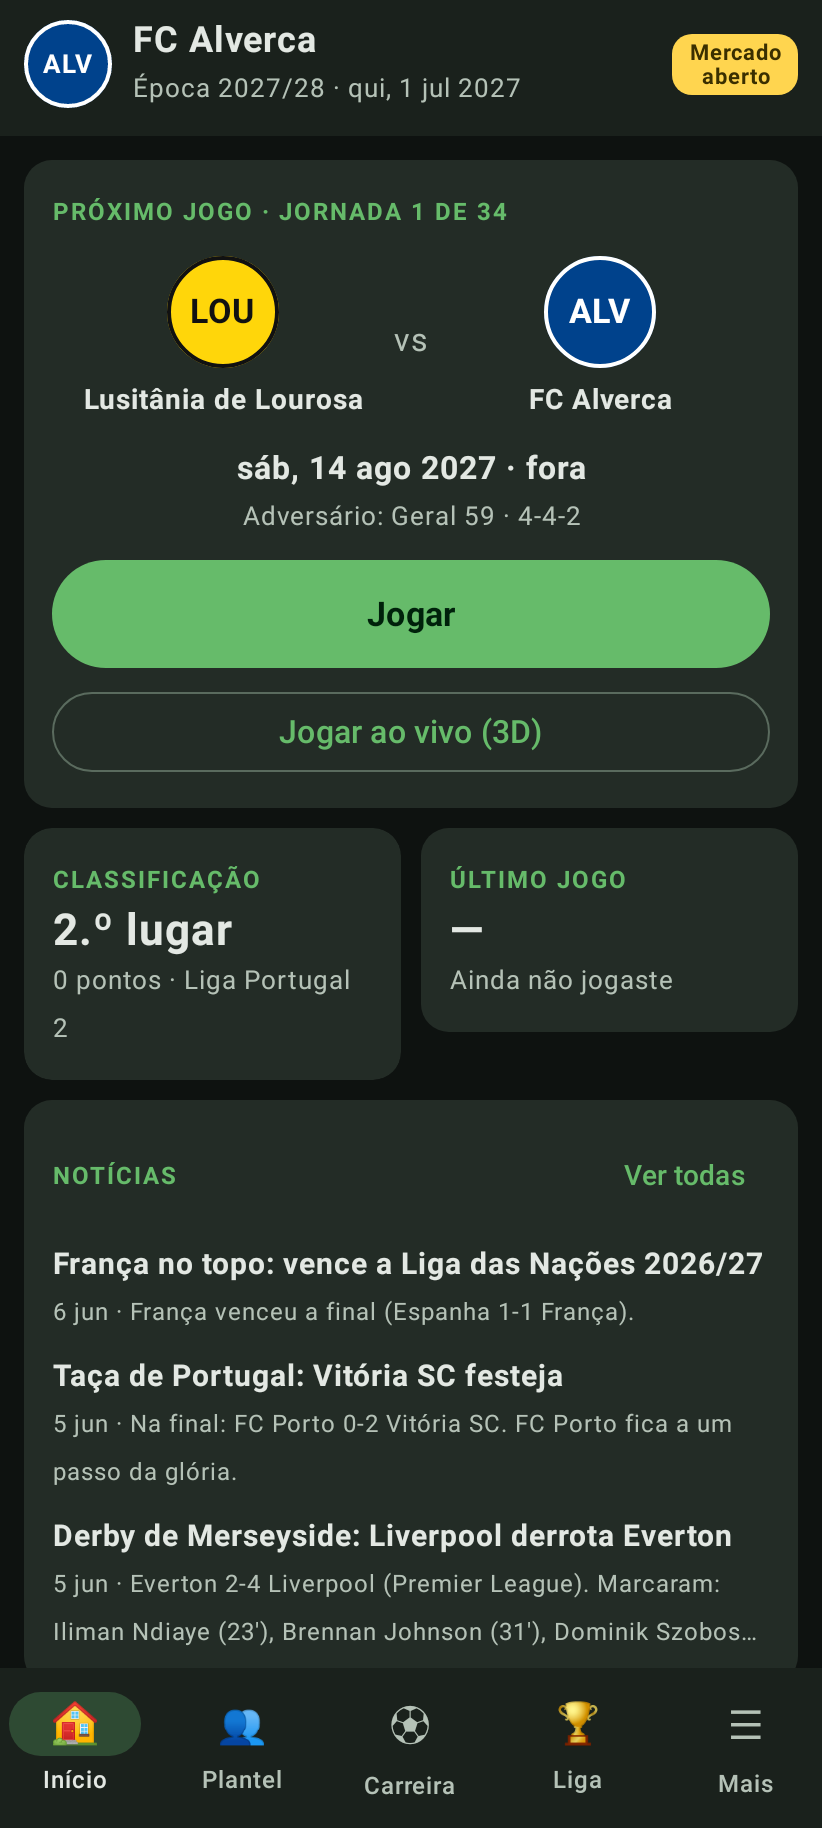 ALV
FC Alverca
Época 2027/28 · qui, 1 jul 2027
Mercado
aberto
PRÓXIMO JOGO · JORNADA 1 DE 34
LOU
vs
ALV
Lusitânia de Lourosa
FC Alverca
sáb, 14 ago 2027 · fora
Adversário: Geral 59 · 4-4-2
Jogar
Jogar ao vivo (3D)
CLASSIFICAÇÃO
2.º lugar
0 pontos · Liga Portugal
2
ÚLTIMO JOGO
—
Ainda não jogaste
NOTÍCIAS
Ver todas
França no topo: vence a Liga das Nações 2026/27
6 jun · França venceu a final (Espanha 1-1 França).
Taça de Portugal: Vitória SC festeja
5 jun · Na final: FC Porto 0-2 Vitória SC. FC Porto fica a um
passo da glória.
Derby de Merseyside: Liverpool derrota Everton
5 jun · Everton 2-4 Liverpool (Premier League). Marcaram:
Iliman Ndiaye (23'), Brennan Johnson (31'), Dominik Szobos…
Início
Plantel
Carreira
Liga
Mais